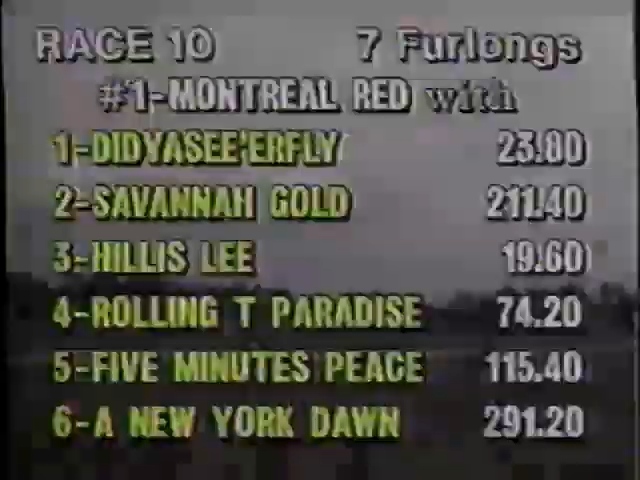 RACE 10 7 Furlongs
#1-MONTREAL RED with
1-DIDYASEE'ERFLY 23.80
2-SAVANNAH GOLD 211.40
3-HILLIS LEE 19.60
4-ROLLING T PARADISE 74.20
5-FIVE MINUTES PEACE 115.40
6-A NEW YORK DAWN 291.20